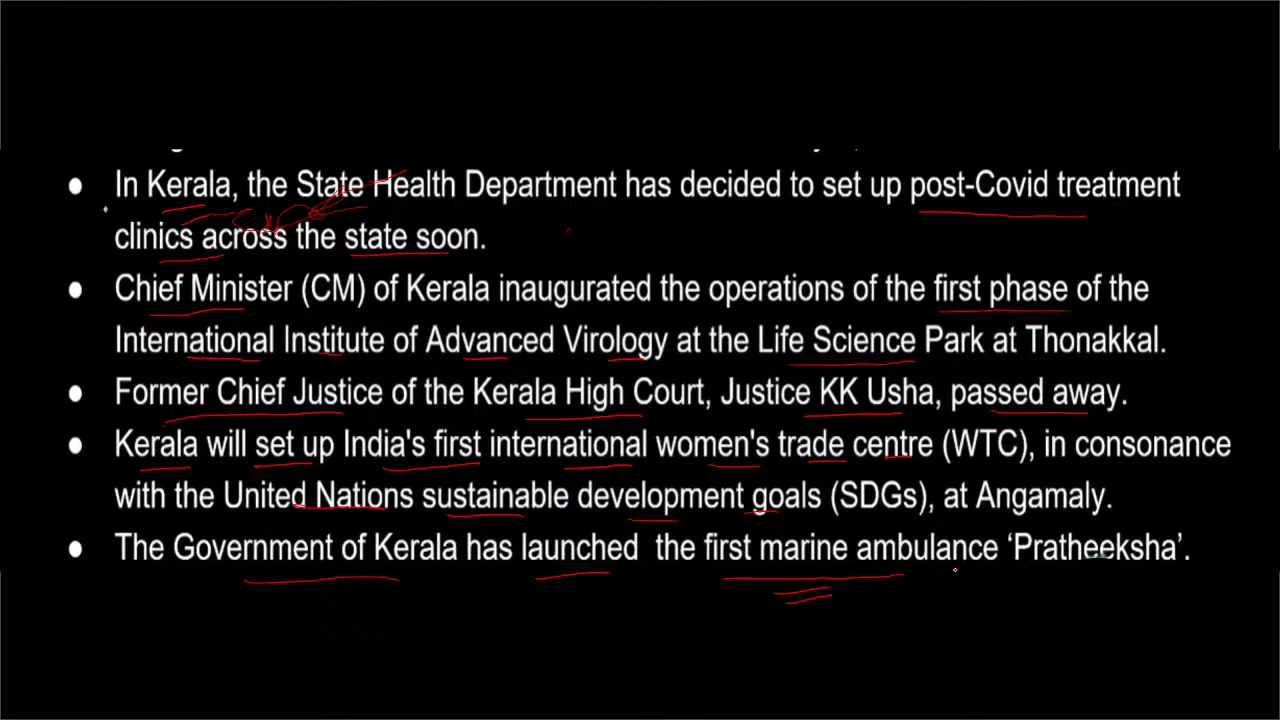 ● In Kerala, the State Health Department has decided to set up post-Covid treatment
clinics across the state soon.
● Chief Minister (CM) of Kerala inaugurated the operations of the first phase of the
International Institute of Advanced Virology at the Life Science Park at Thonakkal.
● Former Chief Justice of the Kerala High Court, Justice KK Usha, passed away.
● Kerala will set up India's first international women's trade centre (WTC), in consonance
with the United Nations sustainable development goals (SDGs), at Angamaly.
● The Government of Kerala has launched the first marine ambulance ‘Pratheeksha’.